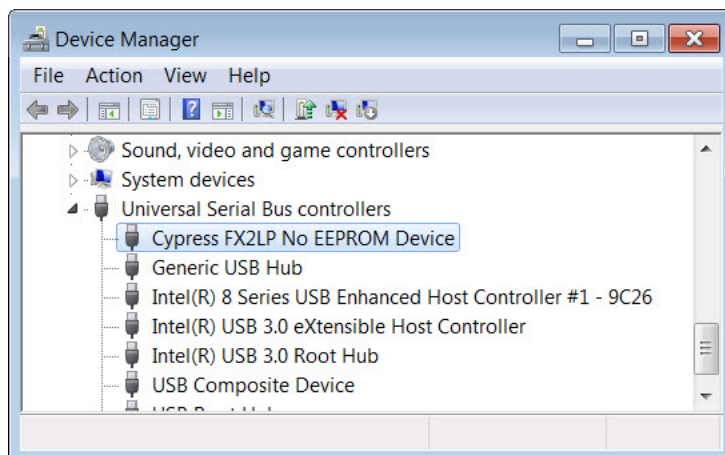 Device Manager
File Action View Help
Sound, video and game controllers
System devices
Universal Serial Bus controllers
Cypress FX2LP No EEPROM Device
Generic USB Hub
Intel(R) 8 Series USB Enhanced Host Controller #1 - 9C26
Intel(R) USB 3.0 eXtensible Host Controller
Intel(R) USB 3.0 Root Hub
USB Composite Device